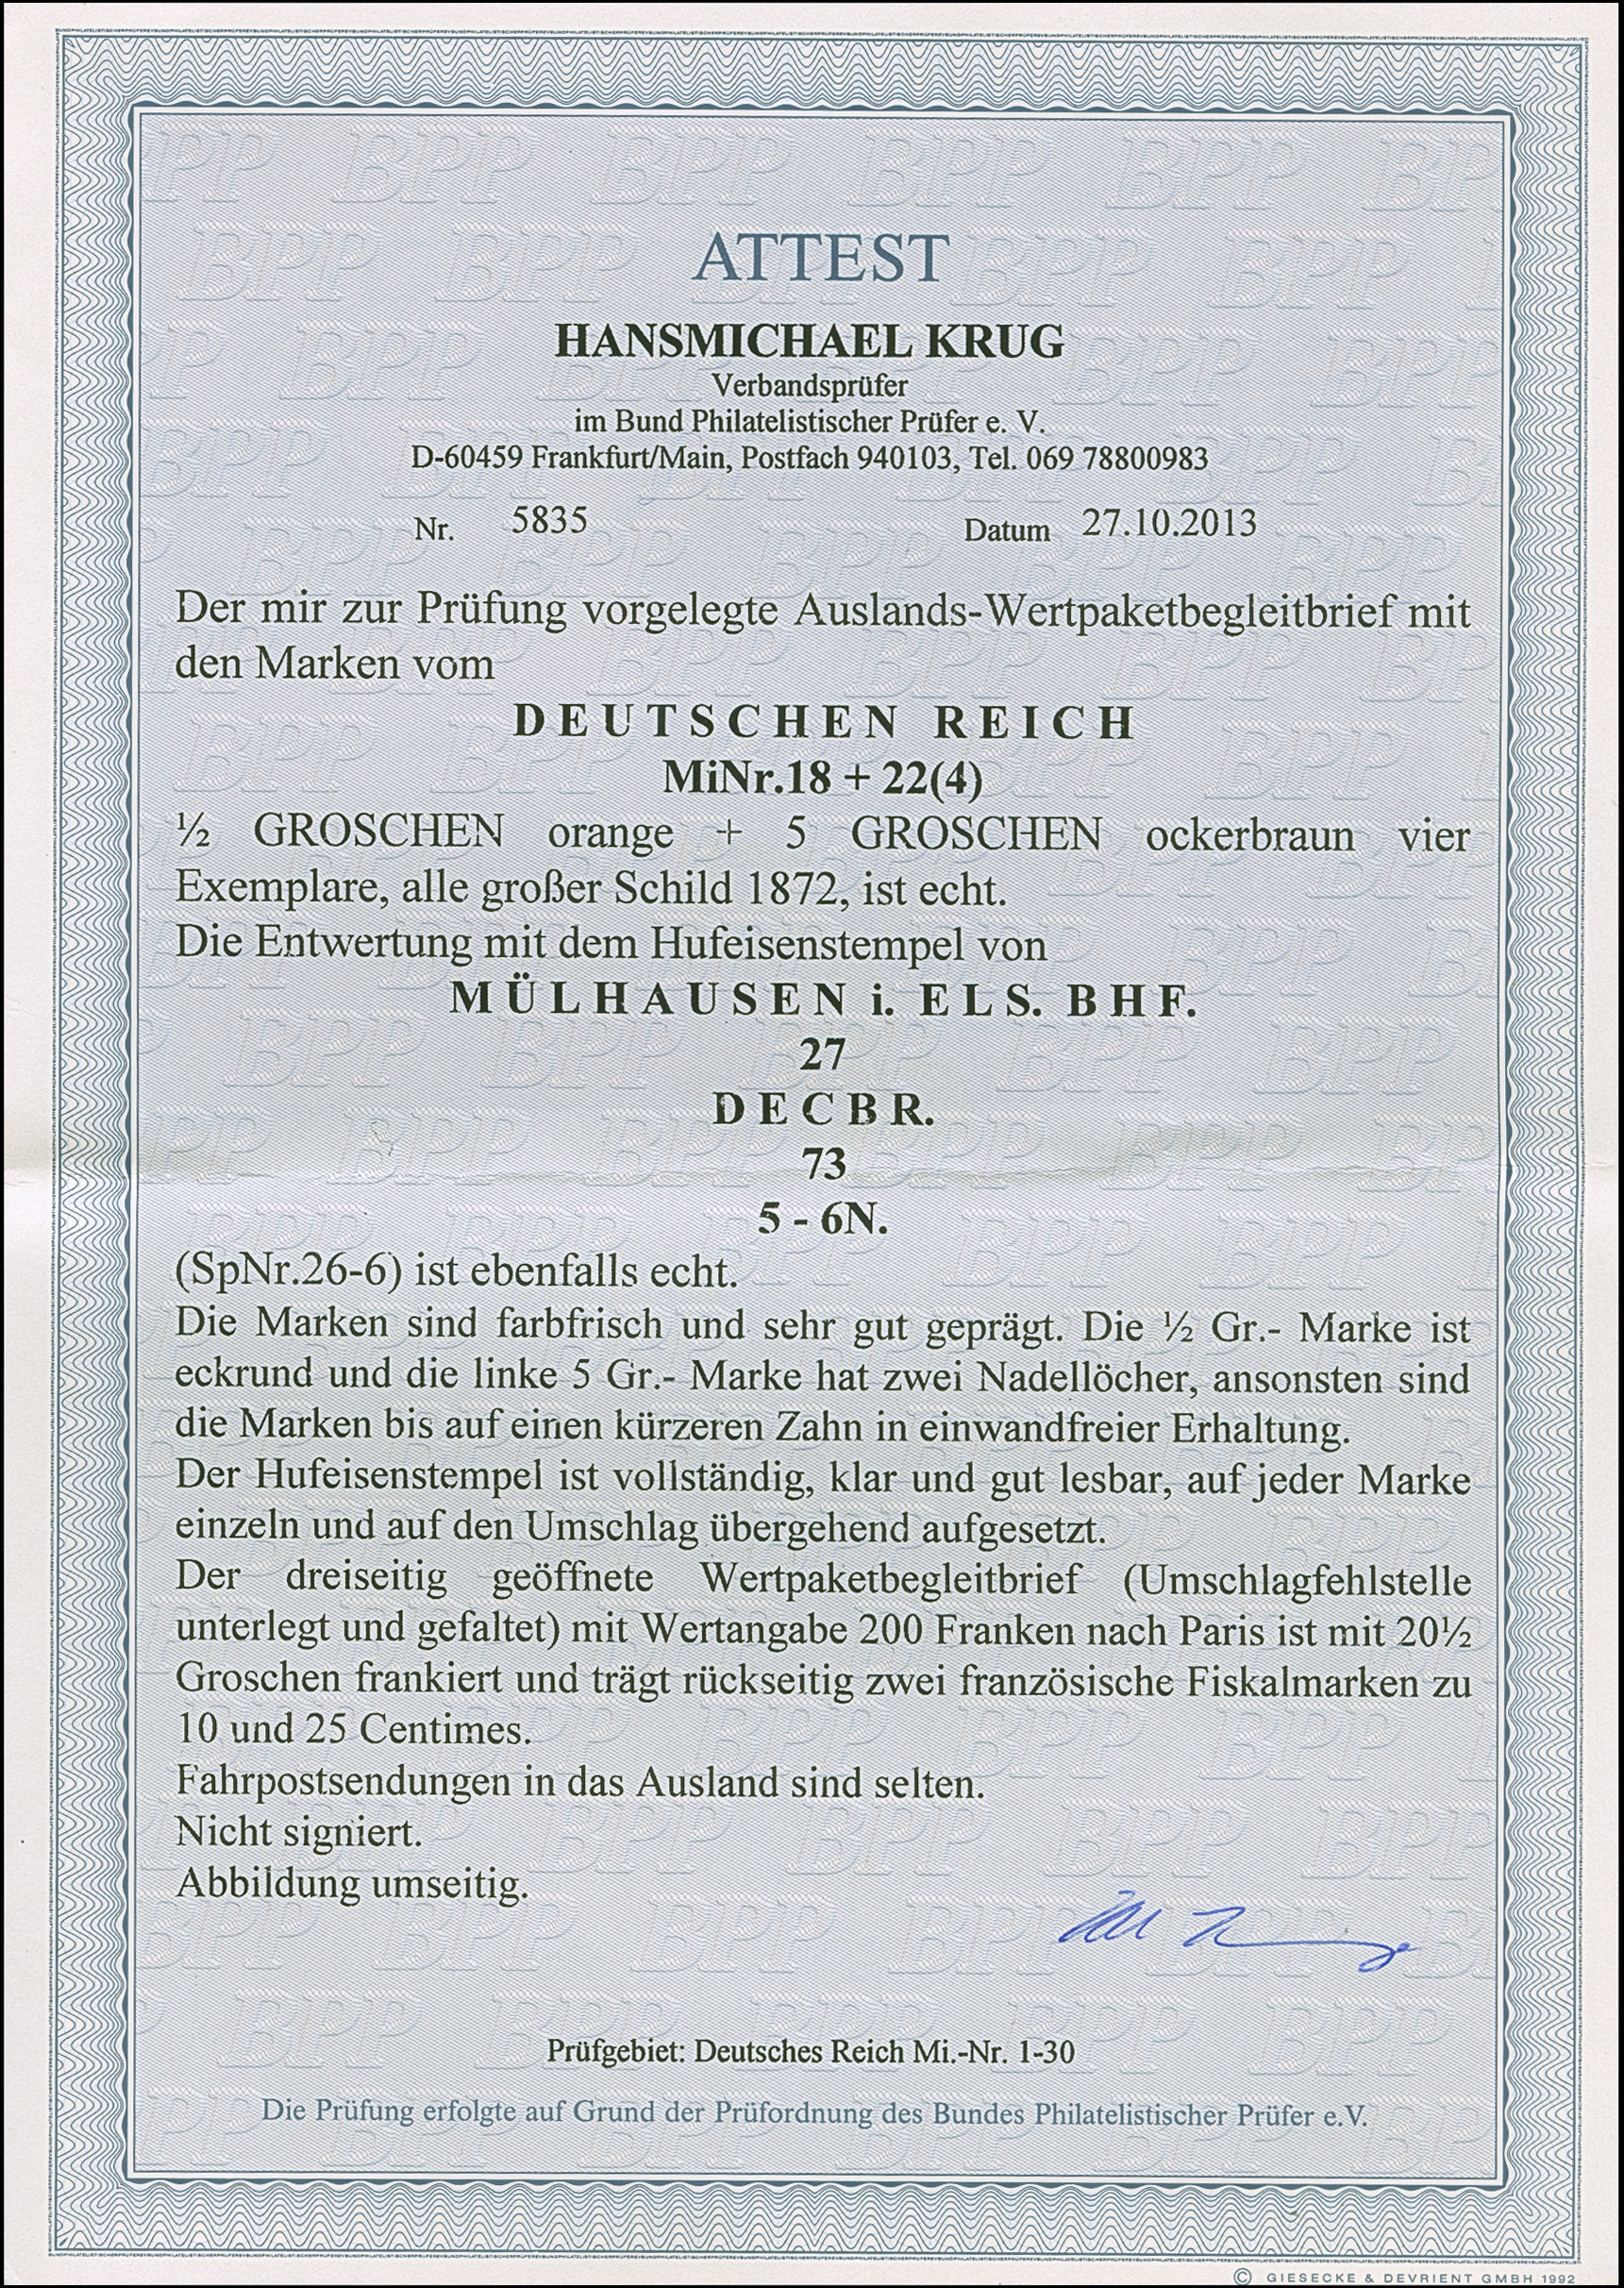 ATTEST
HANSMICHAEL KRUG
Verbandsprüfer
im Bund Philatelistischer Prüfer e. V.
D-60459 Frankfurt/Main, Postfach 940103, Tel. 069 78800983
Nr. 5835 Datum 27.10.2013
Der mir zur Prüfung vorgelegte Auslands-Wertpaketbegleitbrief mit
den Marken vom
DEUTSCHEN REICH
MiNr.18 + 22(4)
½ GROSCHEN orange + 5 GROSCHEN ockerbraun vier
Exemplare, alle großer Schild 1872, ist echt.
Die Entwertung mit dem Hufeisenstempel von
MÜLHAUSEN i. ELS. BHF.
27
DECBR.
73
5 - 6N.
(SpNr.26-6) ist ebenfalls echt.
Die Marken sind farbfrisch und sehr gut geprägt. Die ½ Gr.- Marke ist
eckrund und die linke 5 Gr.- Marke hat zwei Nadellöcher, ansonsten sind
die Marken bis auf einen kürzeren Zahn in einwandfreier Erhaltung.
Der Hufeisenstempel ist vollständig, klar und gut lesbar, auf jeder Marke
einzeln und auf den Umschlag übergehend aufgesetzt.
Der dreiseitig geöffnete Wertpaketbegleitbrief (Umschlagfehlstelle
unterlegt und gefaltet) mit Wertangabe 200 Franken nach Paris ist mit 20½
Groschen frankiert und trägt rückseitig zwei französische Fiskalmarken zu
10 und 25 Centimes.
Fahrpostsendungen in das Ausland sind selten.
Nicht signiert.
Abbildung umseitig.
Prüfgebiet: Deutsches Reich Mi.-Nr. 1-30
Die Prüfung erfolgte auf Grund der Prüfordnung des Bundes Philatelistischer Prüfer e.V.
© GIESECKE & DEVRIENT GMBH 1992